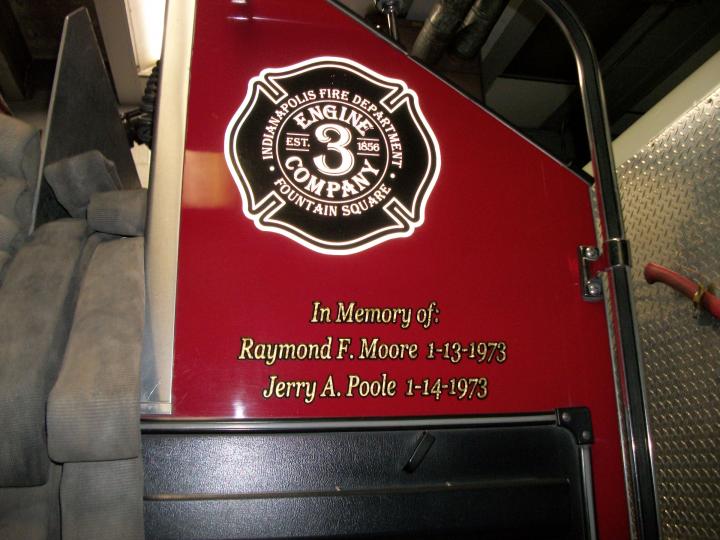 INDIANAPOLIS FIRE DEPARTMENT
ENGINE
EST. 3 1856
COMPANY
• FOUNTAIN SQUARE •
In Memory of:
Raymond F. Moore 1-13-1973
Jerry A. Poole 1-14-1973